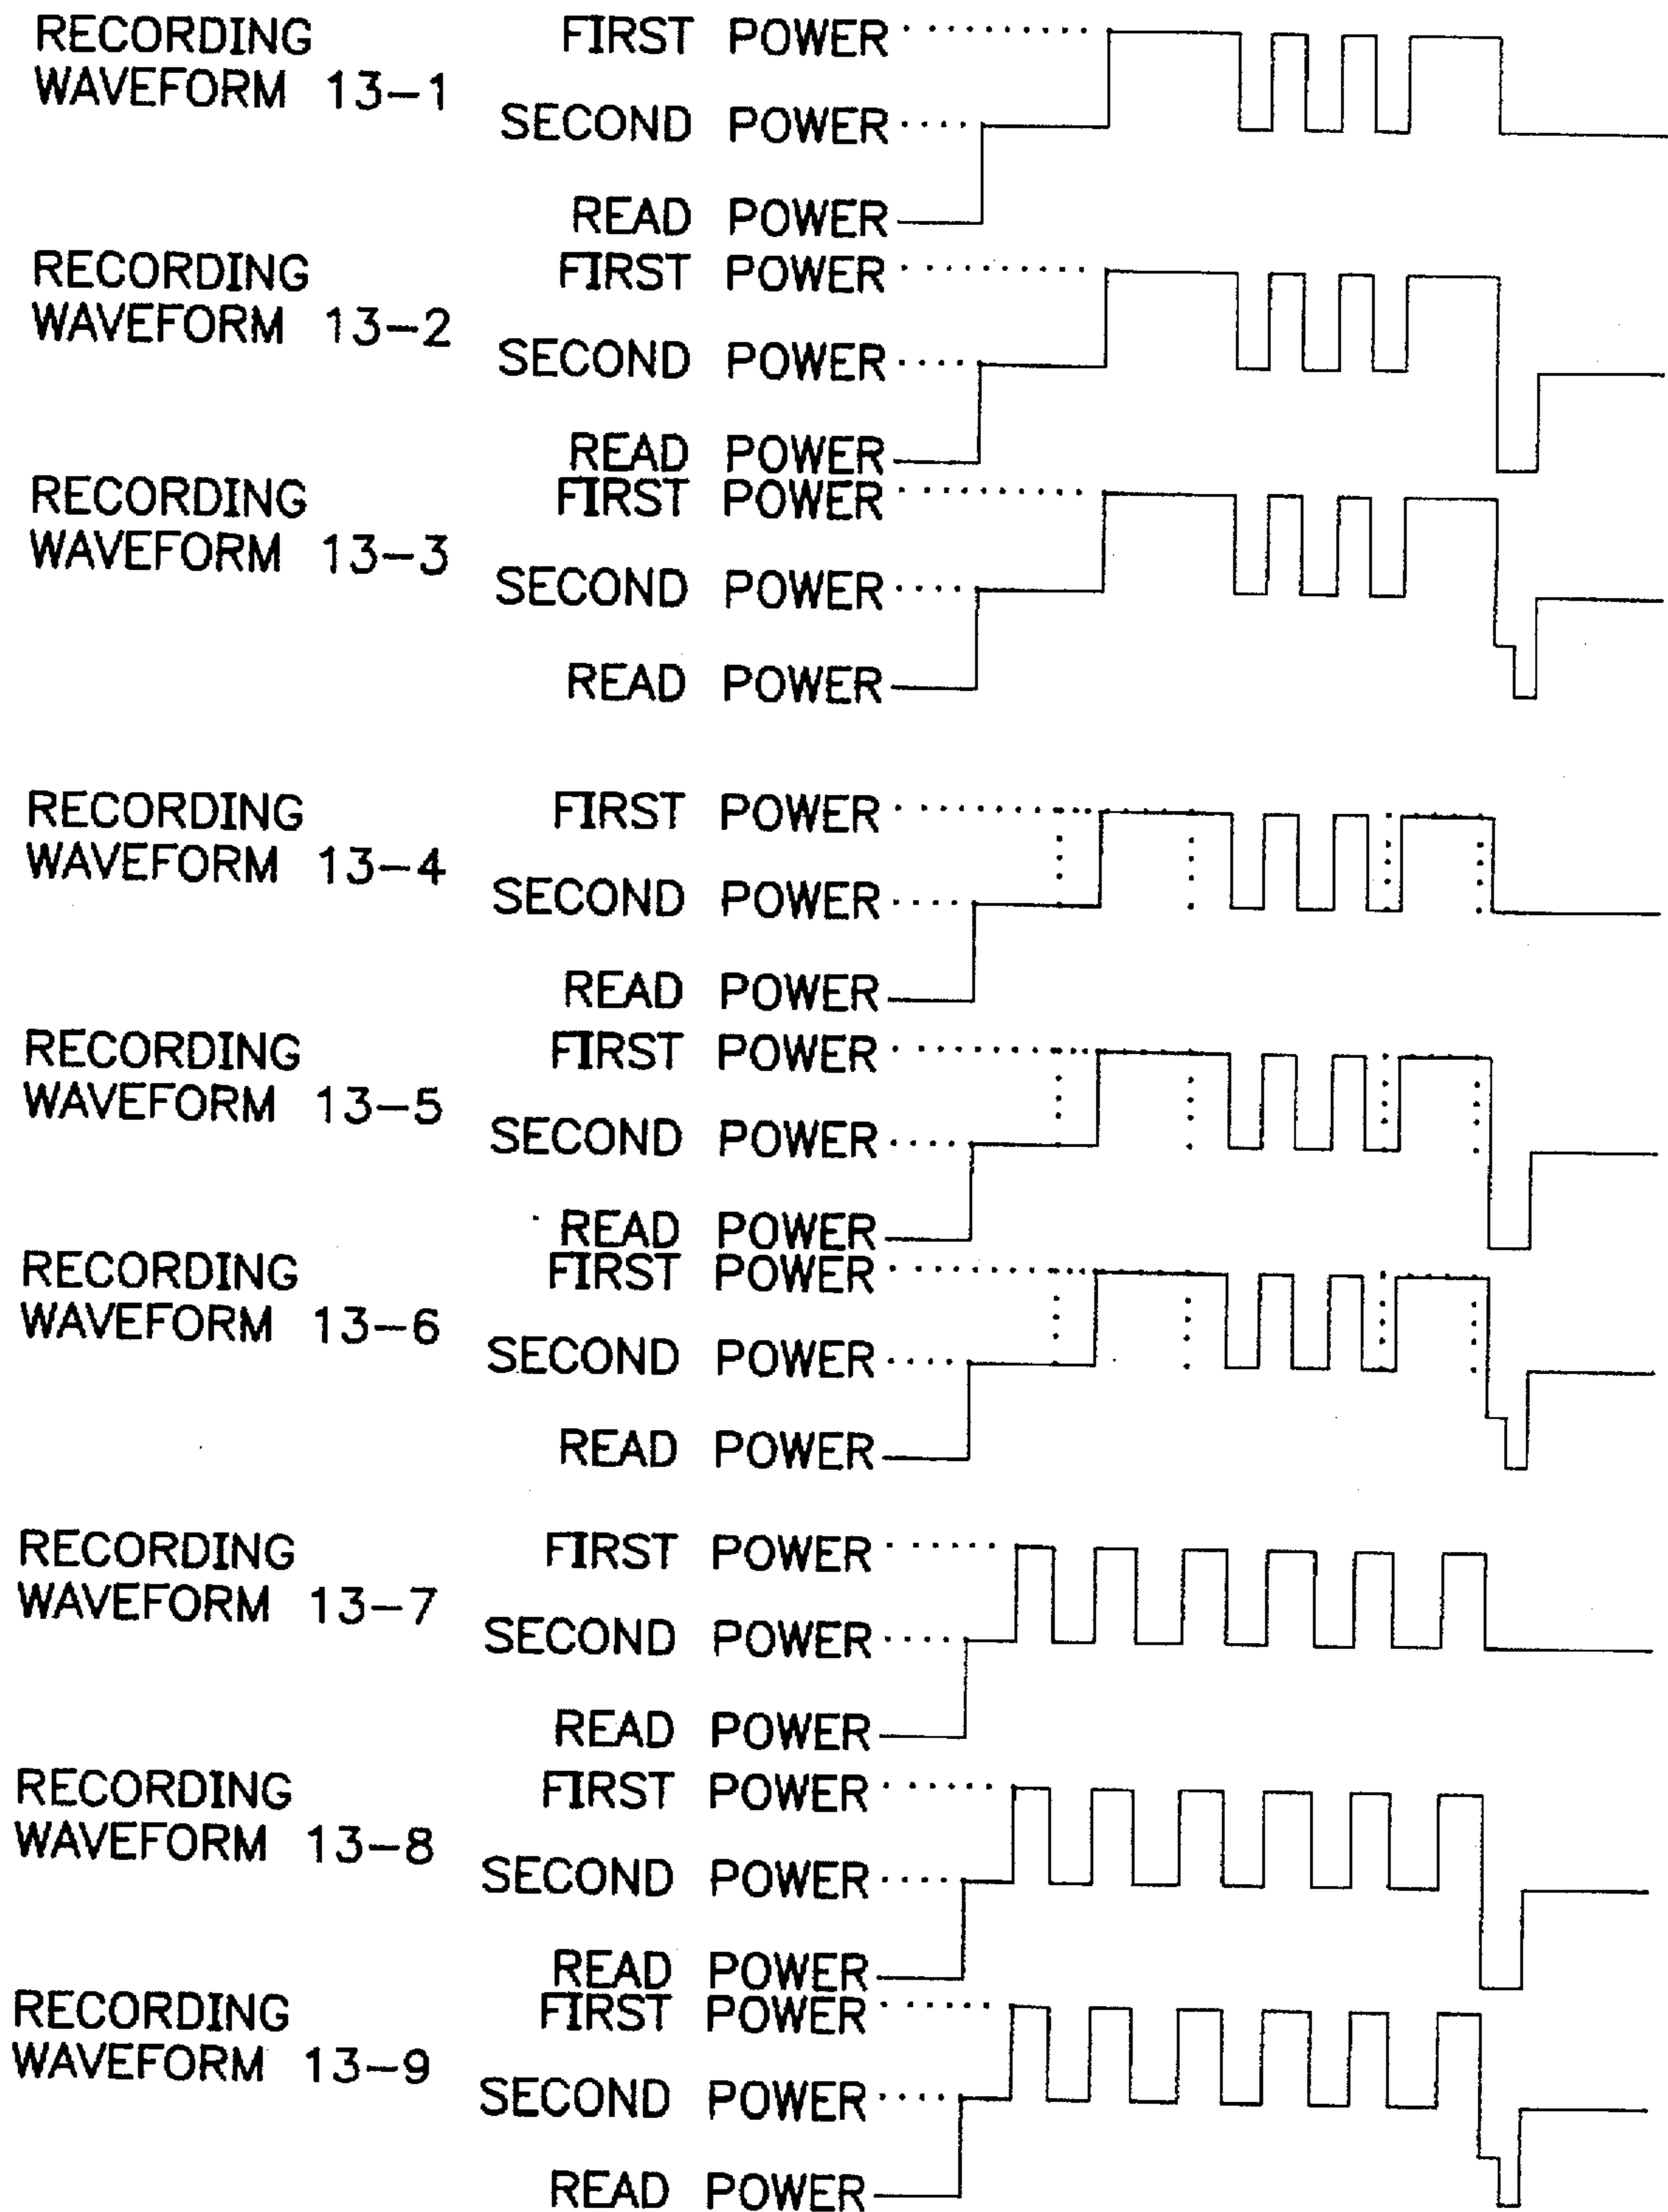 RECORDING
WAVEFORM 13-1
FIRST POWER
SECOND POWER
READ POWER
RECORDING
WAVEFORM 13-2
FIRST POWER
SECOND POWER
READ POWER
RECORDING
WAVEFORM 13-3
FIRST POWER
SECOND POWER
READ POWER
RECORDING
WAVEFORM 13-4
FIRST POWER
SECOND POWER
READ POWER
RECORDING
WAVEFORM 13-5
FIRST POWER
SECOND POWER
READ POWER
RECORDING
WAVEFORM 13-6
FIRST POWER
SECOND POWER
READ POWER
RECORDING
WAVEFORM 13-7
FIRST POWER
SECOND POWER
READ POWER
RECORDING
WAVEFORM 13-8
FIRST POWER
SECOND POWER
READ POWER
RECORDING
WAVEFORM 13-9
FIRST POWER
SECOND POWER
READ POWER